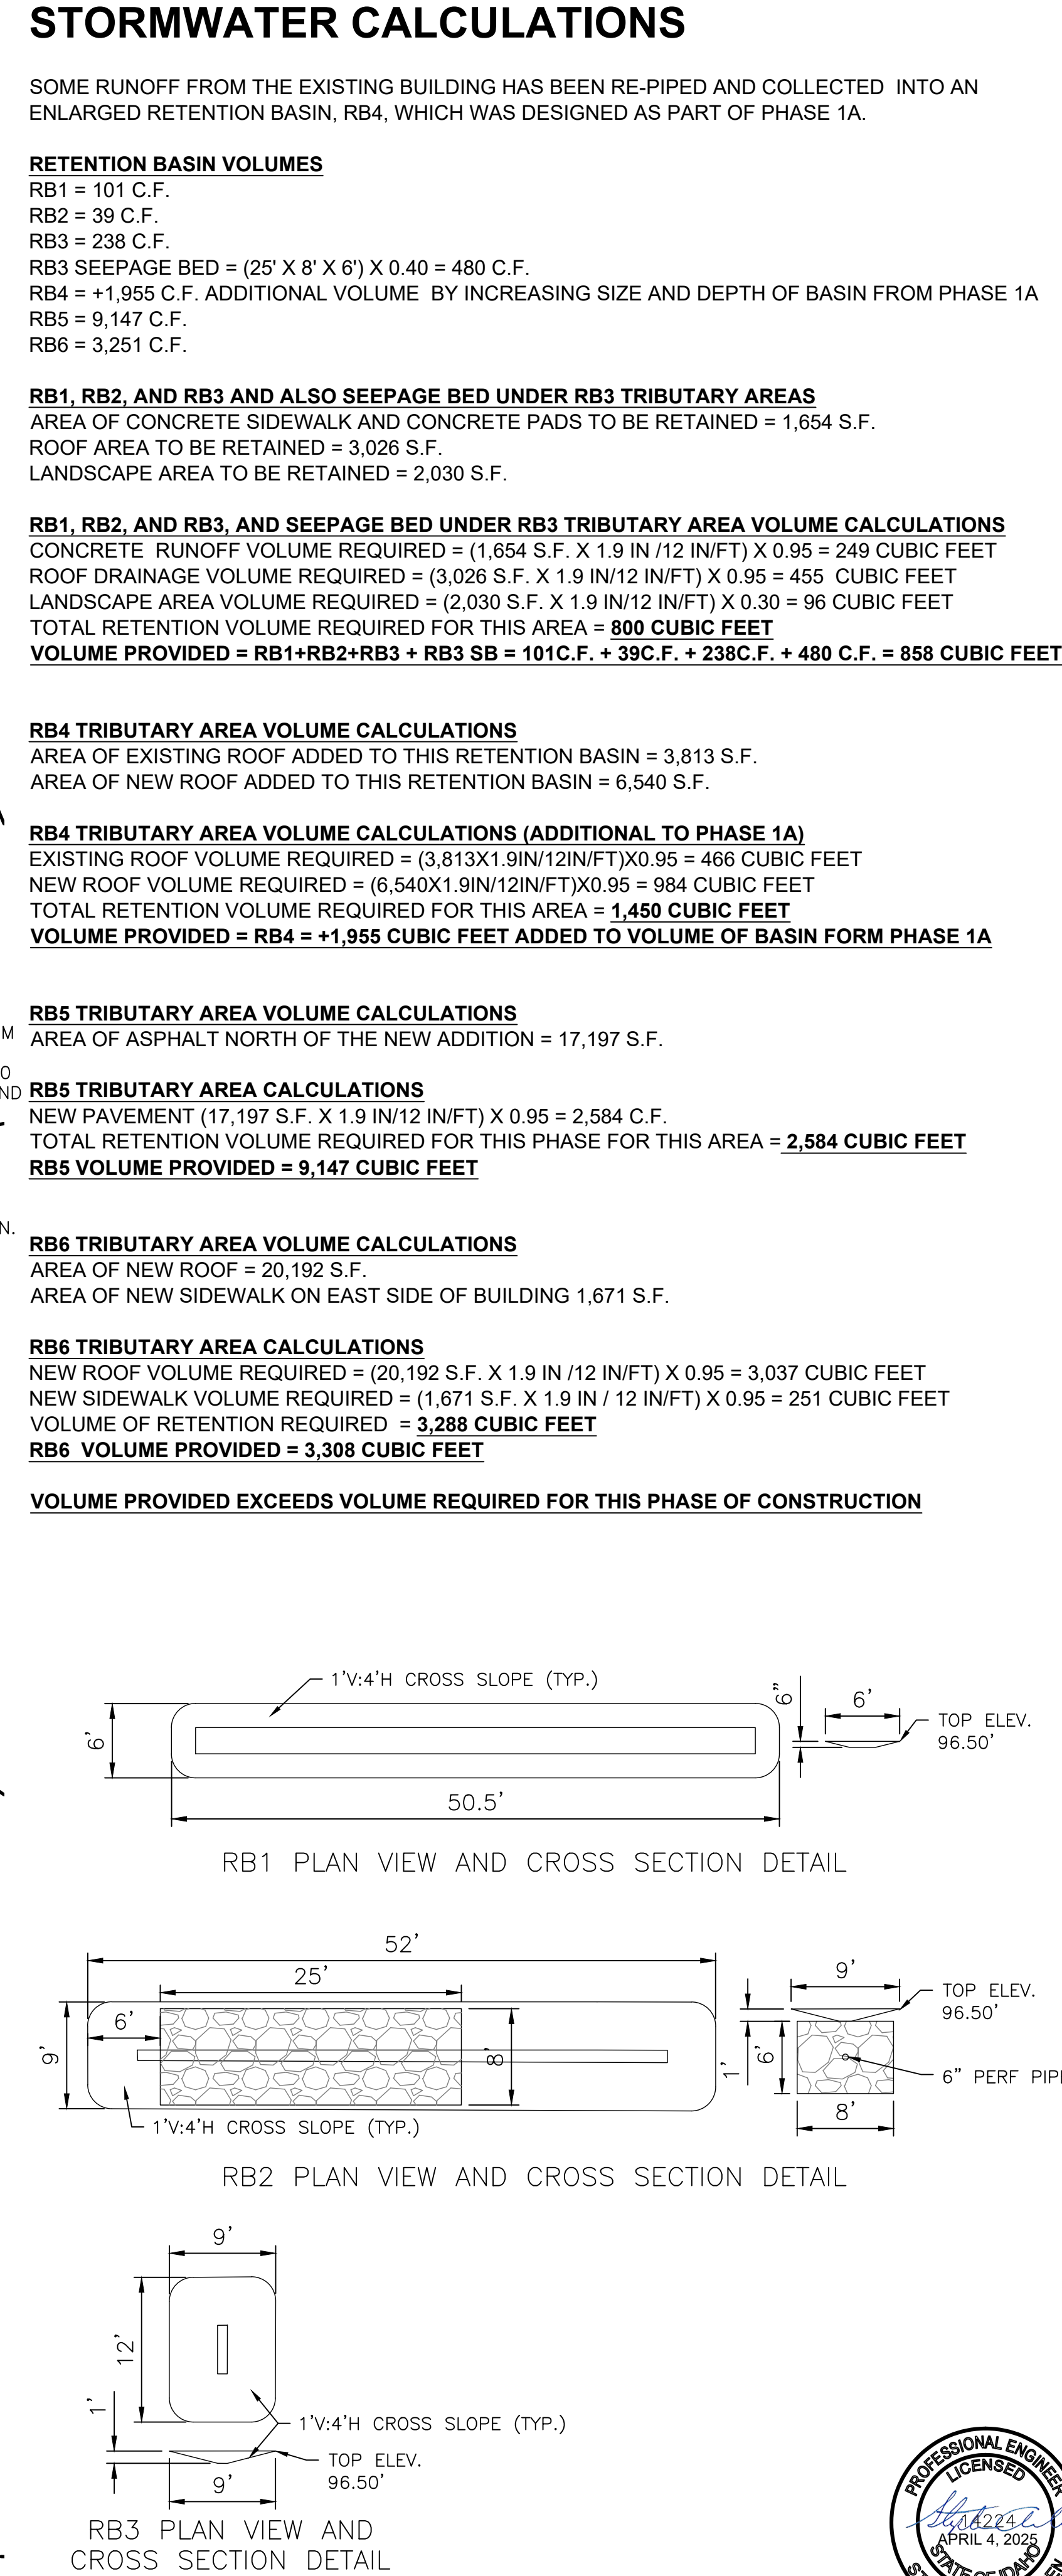 STORMWATER CALCULATIONS
SOME RUNOFF FROM THE EXISTING BUILDING HAS BEEN RE-PIPED AND COLLECTED INTO AN
ENLARGED RETENTION BASIN, RB4, WHICH WAS DESIGNED AS PART OF PHASE 1A.
RETENTION BASIN VOLUMES
RB1 = 101 C.F.
RB2 = 39 C.F.
RB3 = 238 C.F.
RB3 SEEPAGE BED = (25' X 8' X 6') X 0.40 = 480 C.F.
RB4 = +1,955 C.F. ADDITIONAL VOLUME BY INCREASING SIZE AND DEPTH OF BASIN FROM PHASE 1A
RB5 = 9,147 C.F.
RB6 = 3,251 C.F.
RB1, RB2, AND RB3 AND ALSO SEEPAGE BED UNDER RB3 TRIBUTARY AREAS
AREA OF CONCRETE SIDEWALK AND CONCRETE PADS TO BE RETAINED = 1,654 S.F.
ROOF AREA TO BE RETAINED = 3,026 S.F.
LANDSCAPE AREA TO BE RETAINED = 2,030 S.F.
RB1, RB2, AND RB3, AND SEEPAGE BED UNDER RB3 TRIBUTARY AREA VOLUME CALCULATIONS
CONCRETE RUNOFF VOLUME REQUIRED = (1,654 S.F. X 1.9 IN /12 IN/FT) X 0.95 = 249 CUBIC FEET
ROOF DRAINAGE VOLUME REQUIRED = (3,026 S.F. X 1.9 IN/12 IN/FT) X 0.95 = 455 CUBIC FEET
LANDSCAPE AREA VOLUME REQUIRED = (2,030 S.F. X 1.9 IN/12 IN/FT) X 0.30 = 96 CUBIC FEET
TOTAL RETENTION VOLUME REQUIRED FOR THIS AREA = 800 CUBIC FEET
VOLUME PROVIDED = RB1+RB2+RB3 + RB3 SB = 101C.F. + 39C.F. + 238C.F. + 480 C.F. = 858 CUBIC FEET
RB4 TRIBUTARY AREA VOLUME CALCULATIONS
AREA OF EXISTING ROOF ADDED TO THIS RETENTION BASIN = 3,813 S.F.
AREA OF NEW ROOF ADDED TO THIS RETENTION BASIN = 6,540 S.F.
RB4 TRIBUTARY AREA VOLUME CALCULATIONS (ADDITIONAL TO PHASE 1A)
EXISTING ROOF VOLUME REQUIRED = (3,813X1.9IN/12IN/FT)X0.95 = 466 CUBIC FEET
NEW ROOF VOLUME REQUIRED = (6,540X1.9IN/12IN/FT)X0.95 = 984 CUBIC FEET
TOTAL RETENTION VOLUME REQUIRED FOR THIS AREA = 1,450 CUBIC FEET
VOLUME PROVIDED = RB4 = +1,955 CUBIC FEET ADDED TO VOLUME OF BASIN FORM PHASE 1A
RB5 TRIBUTARY AREA VOLUME CALCULATIONS
M
AREA OF ASPHALT NORTH OF THE NEW ADDITION = 17,197 S.F.
O
ND
RB5 TRIBUTARY AREA CALCULATIONS
NEW PAVEMENT (17,197 S.F. X 1.9 IN/12 IN/FT) X 0.95 = 2,584 C.F.
TOTAL RETENTION VOLUME REQUIRED FOR THIS PHASE FOR THIS AREA = 2,584 CUBIC FEET
RB5 VOLUME PROVIDED = 9,147 CUBIC FEET
N.
RB6 TRIBUTARY AREA VOLUME CALCULATIONS
AREA OF NEW ROOF = 20,192 S.F.
AREA OF NEW SIDEWALK ON EAST SIDE OF BUILDING 1,671 S.F.
RB6 TRIBUTARY AREA CALCULATIONS
NEW ROOF VOLUME REQUIRED = (20,192 S.F. X 1.9 IN /12 IN/FT) X 0.95 = 3,037 CUBIC FEET
NEW SIDEWALK VOLUME REQUIRED = (1,671 S.F. X 1.9 IN / 12 IN/FT) X 0.95 = 251 CUBIC FEET
VOLUME OF RETENTION REQUIRED = 3,288 CUBIC FEET
RB6 VOLUME PROVIDED = 3,308 CUBIC FEET
VOLUME PROVIDED EXCEEDS VOLUME REQUIRED FOR THIS PHASE OF CONSTRUCTION
1'V:4'H CROSS SLOPE (TYP.)
6'
50.5'
6"
6'
TOP ELEV.
96.50'
RB1 PLAN VIEW AND CROSS SECTION DETAIL
52'
25'
6'
9'
8'
1'V:4'H CROSS SLOPE (TYP.)
9'
TOP ELEV.
96.50'
1'
6'
6" PERF PIP
8'
RB2 PLAN VIEW AND CROSS SECTION DETAIL
9'
12'
1'
1'V:4'H CROSS SLOPE (TYP.)
TOP ELEV.
96.50'
9'
RB3 PLAN VIEW AND
CROSS SECTION DETAIL
PROFESSIONAL ENGINEER
LICENSED
14224
APRIL 4, 2025
STATE OF IDAHO